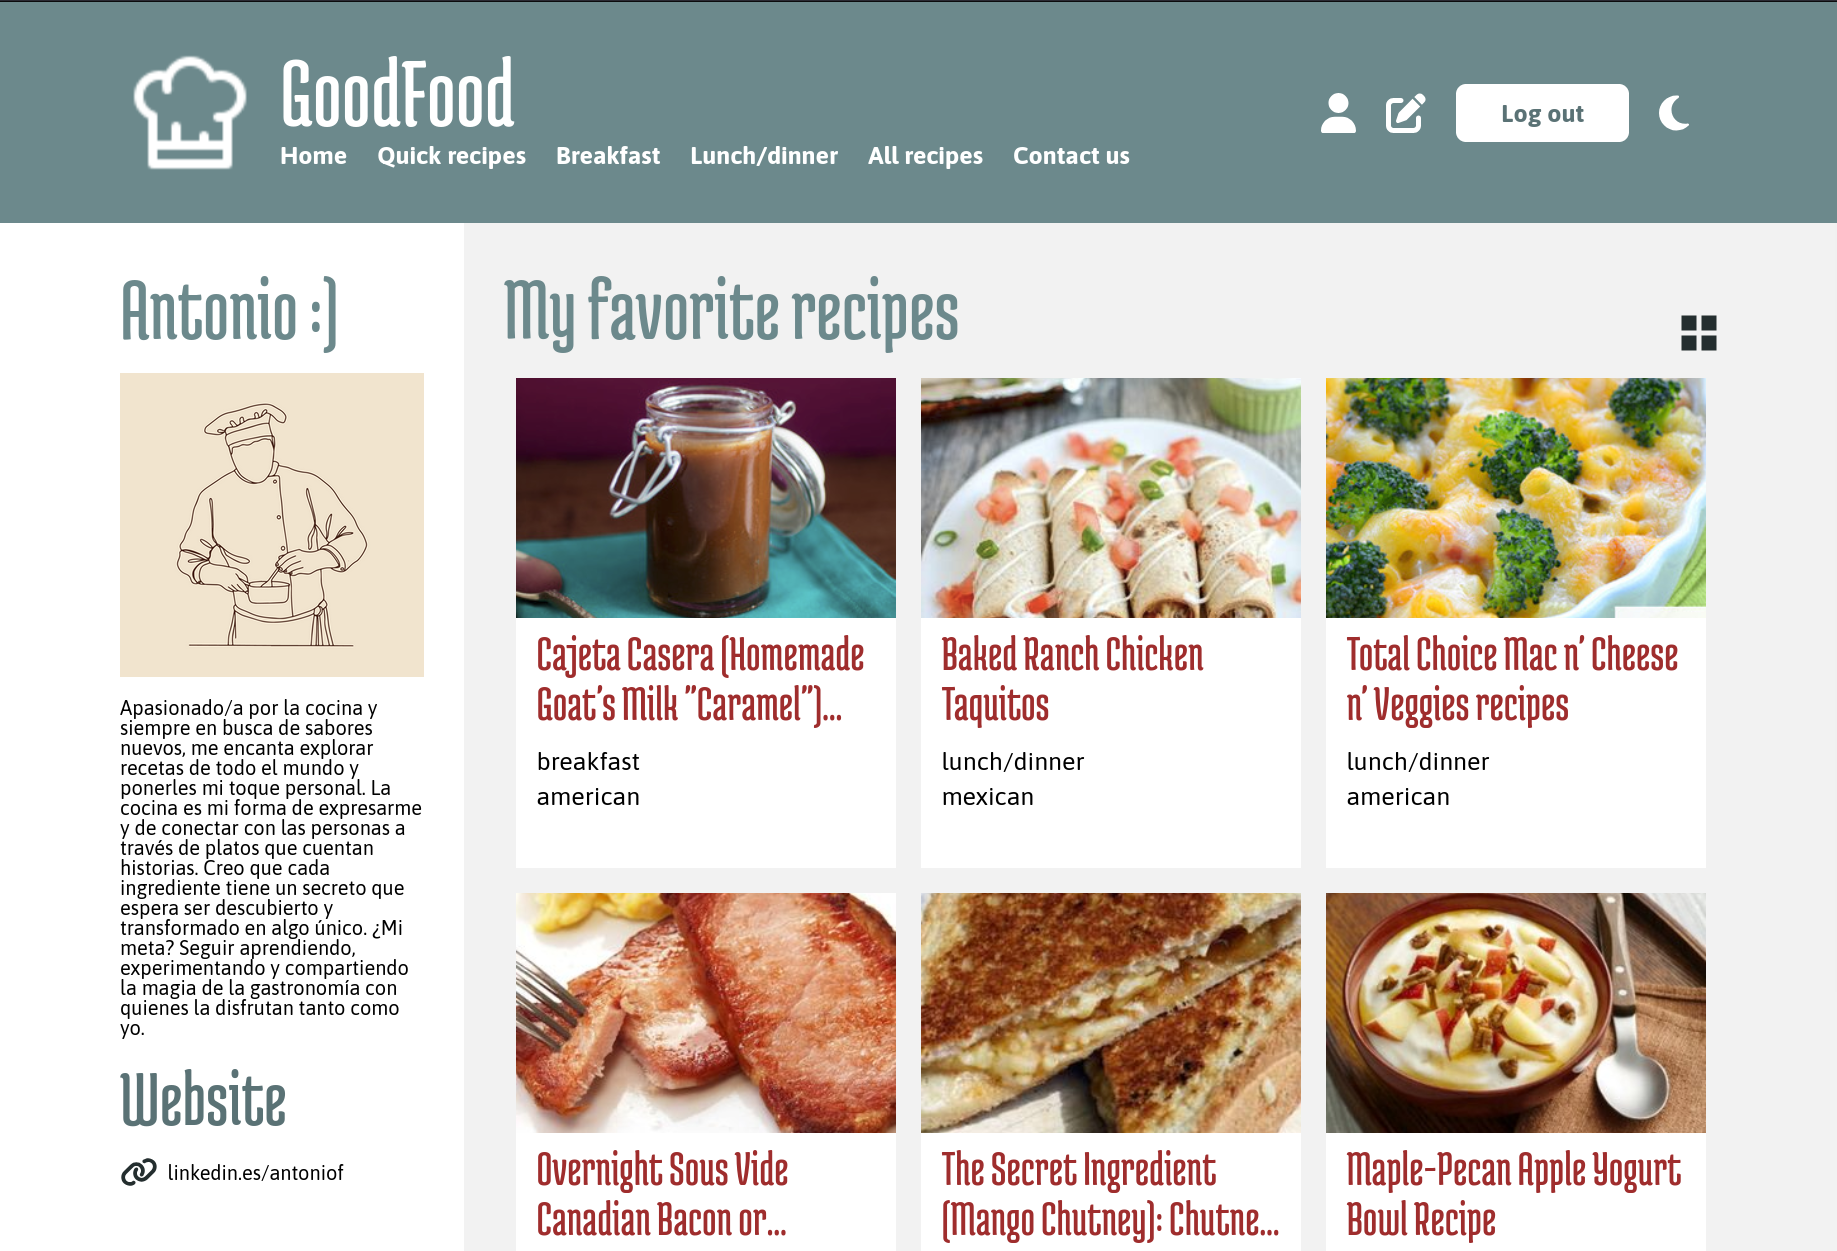 GoodFood
Home Quick recipes Breakfast Lunch/dinner All recipes Contact us
Log out
Antonio :)
Apasionado/a por la cocina y
siempre en busca de sabores
nuevos, me encanta explorar
recetas de todo el mundo y
ponerles mi toque personal. La
cocina es mi forma de expresarme
y de conectar con las personas a
través de platos que cuentan
historias. Creo que cada
ingrediente tiene un secreto que
espera ser descubierto y
transformado en algo único. ¿Mi
meta? Seguir aprendiendo,
experimentando y compartiendo
la magia de la gastronomía con
quienes la disfrutan tanto como
yo.
Website
linkedin.es/antoniof
My favorite recipes
Cajeta Casera (Homemade
Goat's Milk "Caramel")...
breakfast
american
Baked Ranch Chicken
Taquitos
lunch/dinner
mexican
Total Choice Mac n' Cheese
n' Veggies recipes
lunch/dinner
american
Overnight Sous Vide
Canadian Bacon or...
The Secret Ingredient
(Mango Chutney): Chutne...
Maple-Pecan Apple Yogurt
Bowl Recipe